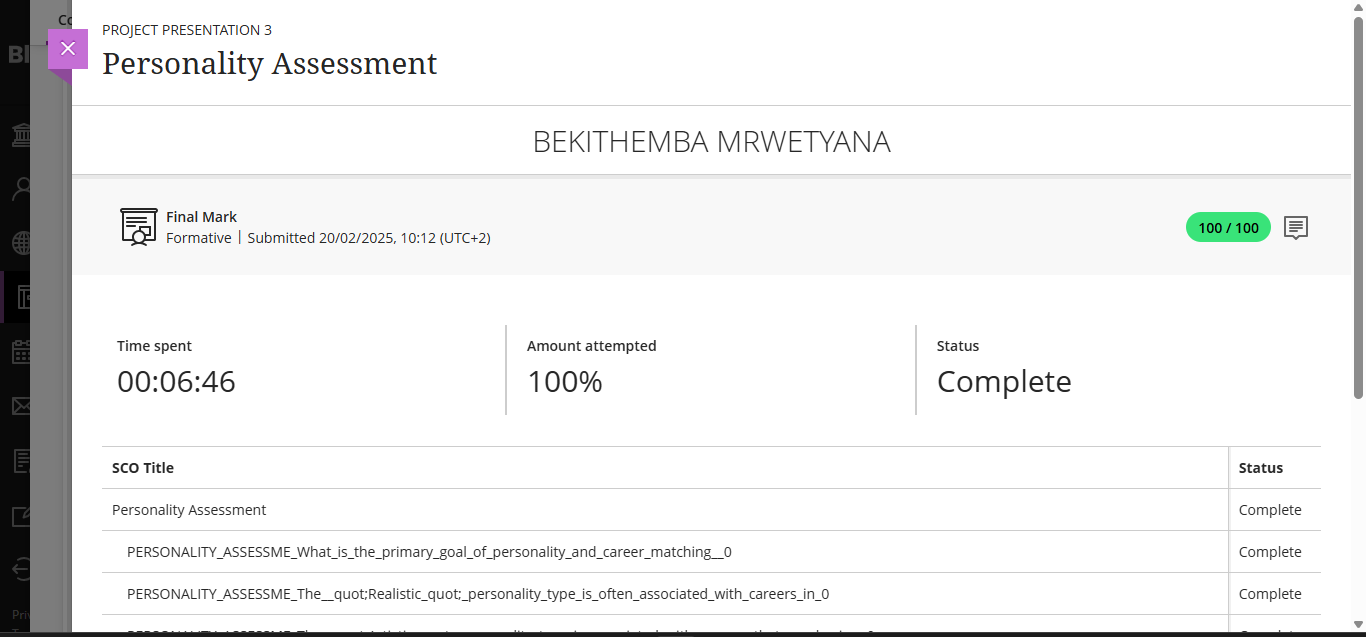 Co
PROJECT PRESENTATION 3
Personality Assessment
BEKITHEMBA MRWETYANA
Final Mark
Formative | Submitted 20/02/2025, 10:12 (UTC+2)
100 / 100
Time spent
00:06:46
Amount attempted
100%
Status
Complete
SCO Title
Status
Personality Assessment
Complete
PERSONALITY_ASSESSME_What_is_the_primary_goal_of_personality_and_career_matching__0
Complete
PERSONALITY_ASSESSME_The__quot;Realistic_quot;_personality_type_is_often_associated_with_careers_in_0
Complete
Priv